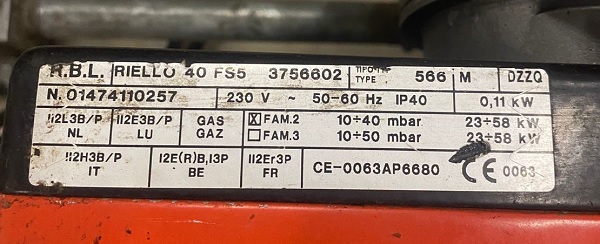 R.B.L. RIELLO 40 FS5 3756602 TIPO TYPE 566 M DZZQ
N. 01474110257 230 V ~ 50-60 Hz IP40 0,11 kW
II2L3B/P NL II2E3B/P LU GAS GAZ ☒ FAM.2 10÷40 mbar 23÷58 kW
☐ FAM.3 10÷50 mbar 23÷58 kW
II2H3B/P IT I2E(R)B,I3P BE II2Er3P FR CE-0063AP6680 CE 0063